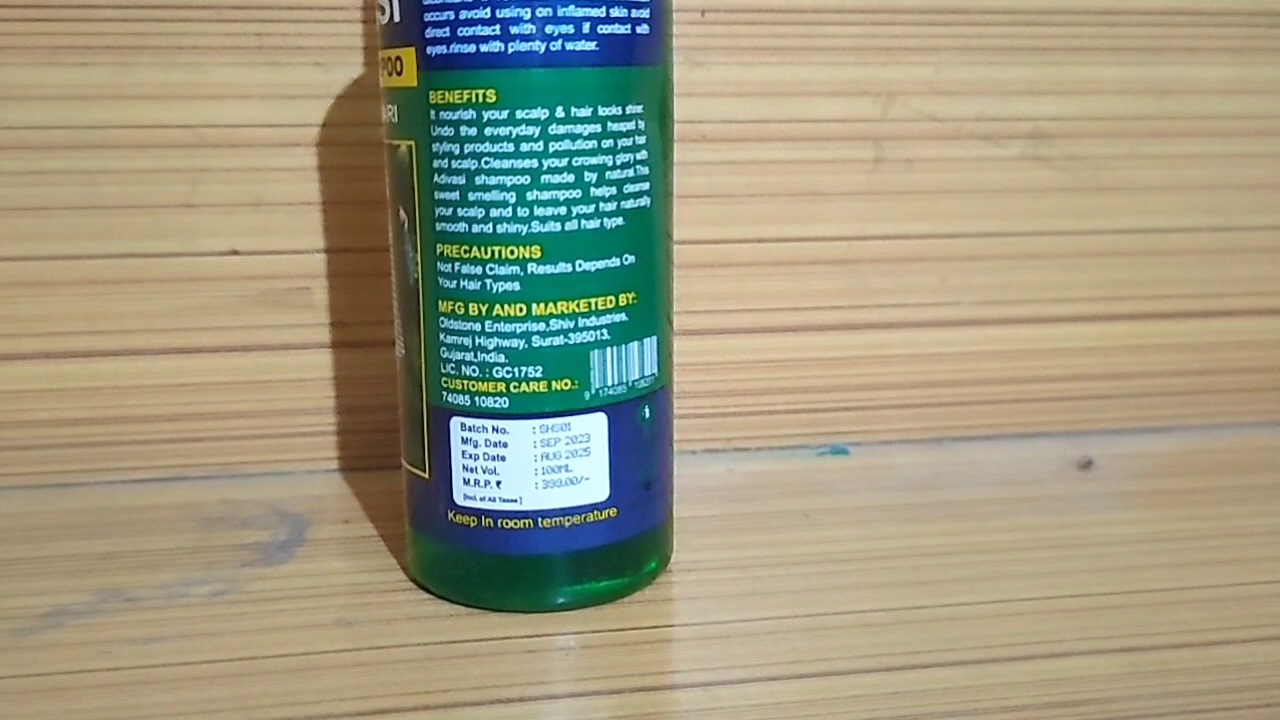 SI
occurs avoid using on inflamed skin avoid
direct contact with eyes if contact with
eyes.rinse with plenty of water.
POO
ARI
BENEFITS
It nourish your scalp & hair looks shine.
Undo the everyday damages heaped by
styling products and pollution on your hair
and scalp.Cleanses your crowing glory with
Adivasi shampoo made by natural.This
sweet smelling shampoo helps cleanse
your scalp and to leave your hair naturally
smooth and shiny.Suits all hair type.
PRECAUTIONS
Not False Claim, Results Depends On
Your Hair Types
MFG BY AND MARKETED BY:
Oldstone Enterprise,Shiv Industries.
Kamrej Highway, Surat-395013.
Gujarat,India.
LIC. NO. : GC1752
CUSTOMER CARE NO.:
74085 10820
Batch No. : SHS01
Mfg. Date : SEP 2023
Exp Date : AUG 2025
Net Vol. : 100ML
M.R.P. ₹ : 399.00/-
[Incl. of All Taxes]
Keep In room temperature